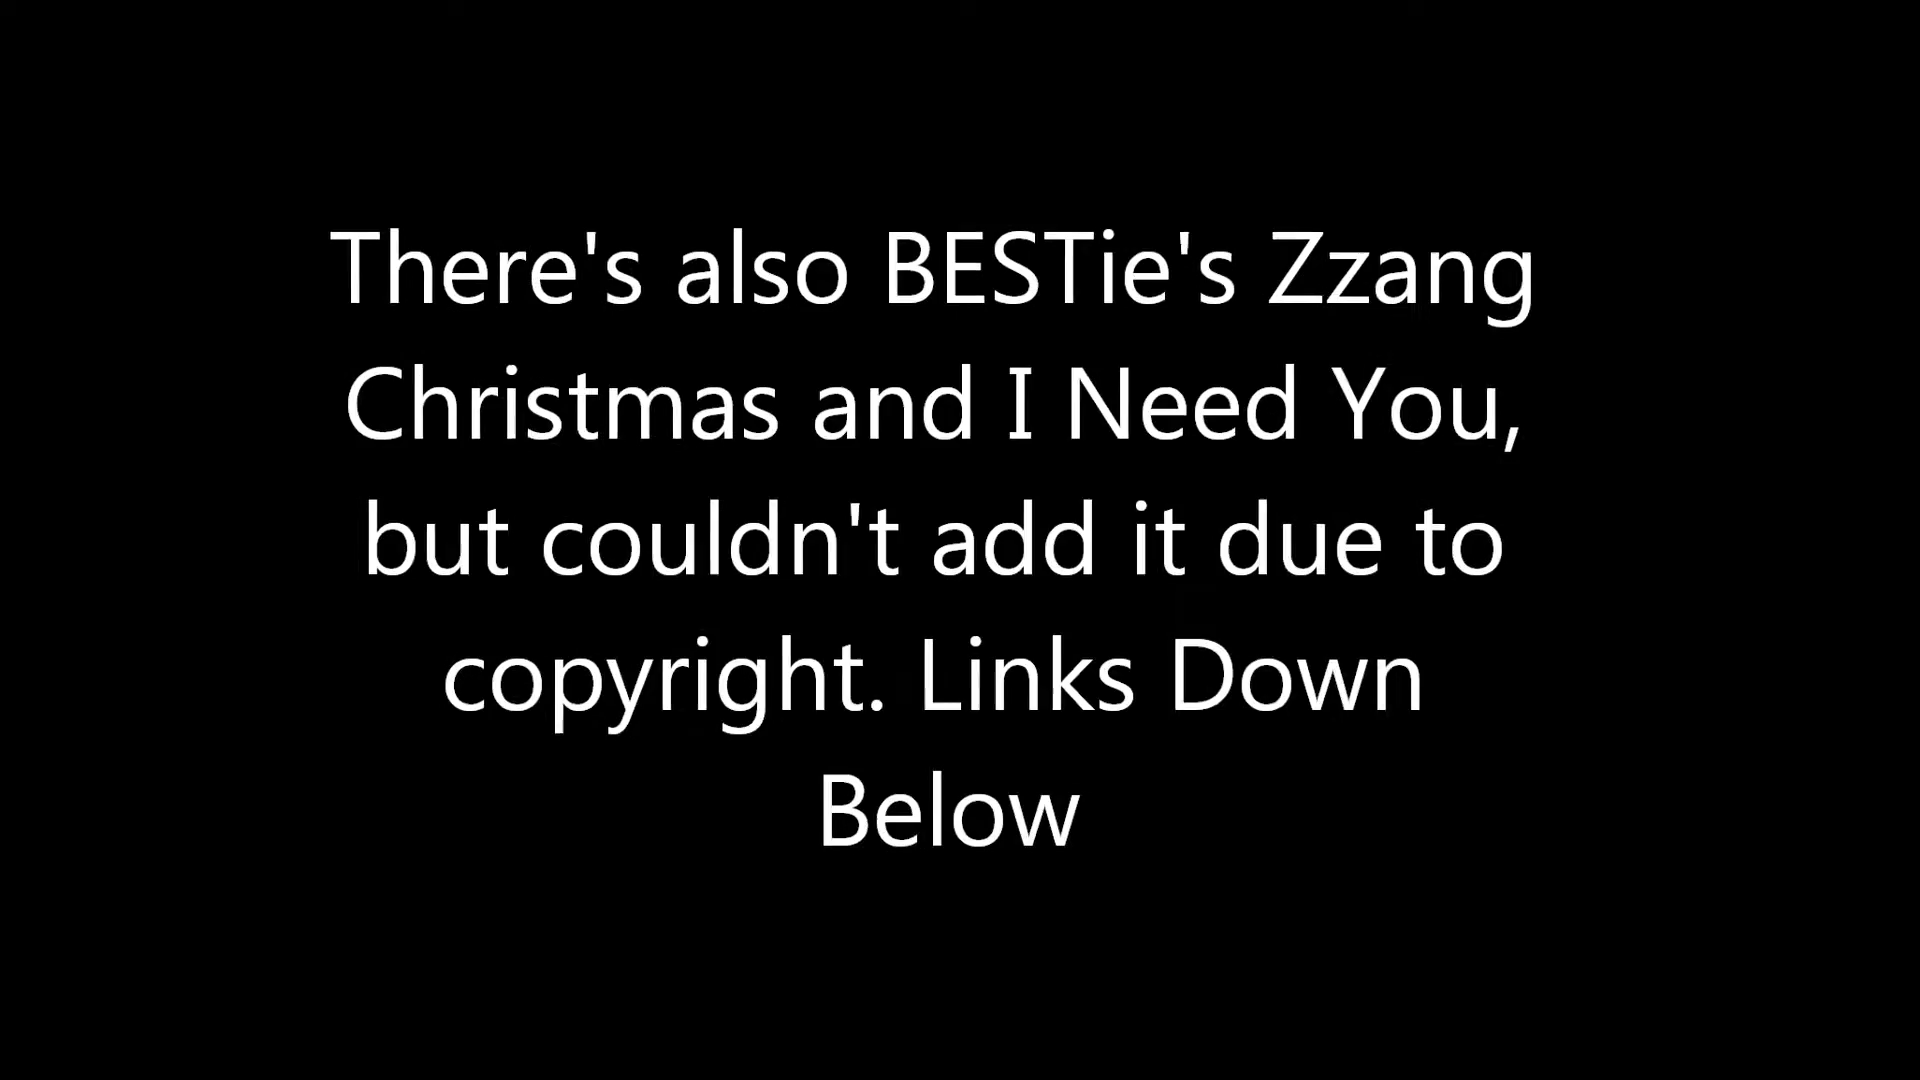 There's also BESTie's Zzang
Christmas and I Need You,
but couldn't add it due to
copyright. Links Down
Below